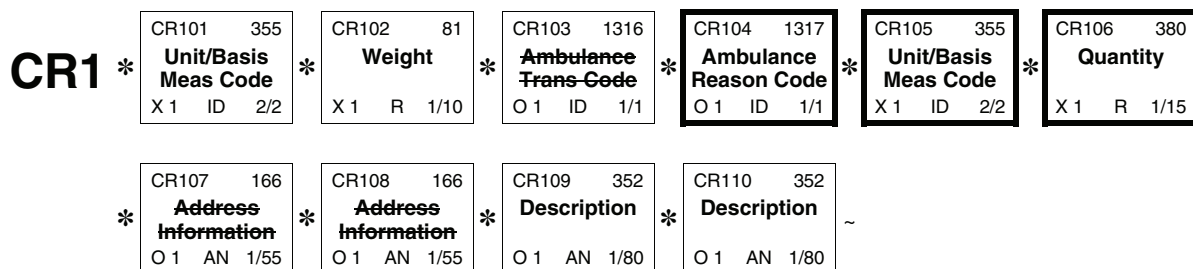 CR101 355 CR102 81 CR103 1316 CR104 1317 CR105 355 CR106 380
CR1 * Unit/Basis Meas Code * Weight * Ambulance Trans Code * Ambulance Reason Code * Unit/Basis Meas Code * Quantity
X 1 ID 2/2 X 1 R 1/10 O 1 ID 1/1 O 1 ID 1/1 X 1 ID 2/2 X 1 R 1/15
CR107 166 CR108 166 CR109 352 CR110 352
* Address Information * Address Information * Description * Description ~
O 1 AN 1/55 O 1 AN 1/55 O 1 AN 1/80 O 1 AN 1/80